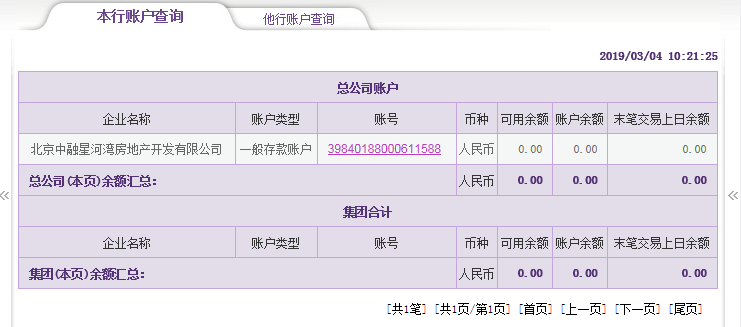 本行账户查询 他行账户查询
2019/03/04 10:21:25
总公司账户
企业名称 账户类型 账号 币种 可用余额 账户余额 末笔交易上日余额
北京中融星河湾房地产开发有限公司 一般存款账户 39840188000611588 人民币 0.00 0.00 0.00
总公司(本页)余额汇总: 人民币 0.00 0.00 0.00
集团合计
企业名称 账户类型 账号 币种 可用余额 账户余额 末笔交易上日余额
集团(本页)余额汇总: 人民币 0.00 0.00 0.00
[共1笔] [共1页/第1页] [首页] [上一页] [下一页] [尾页]